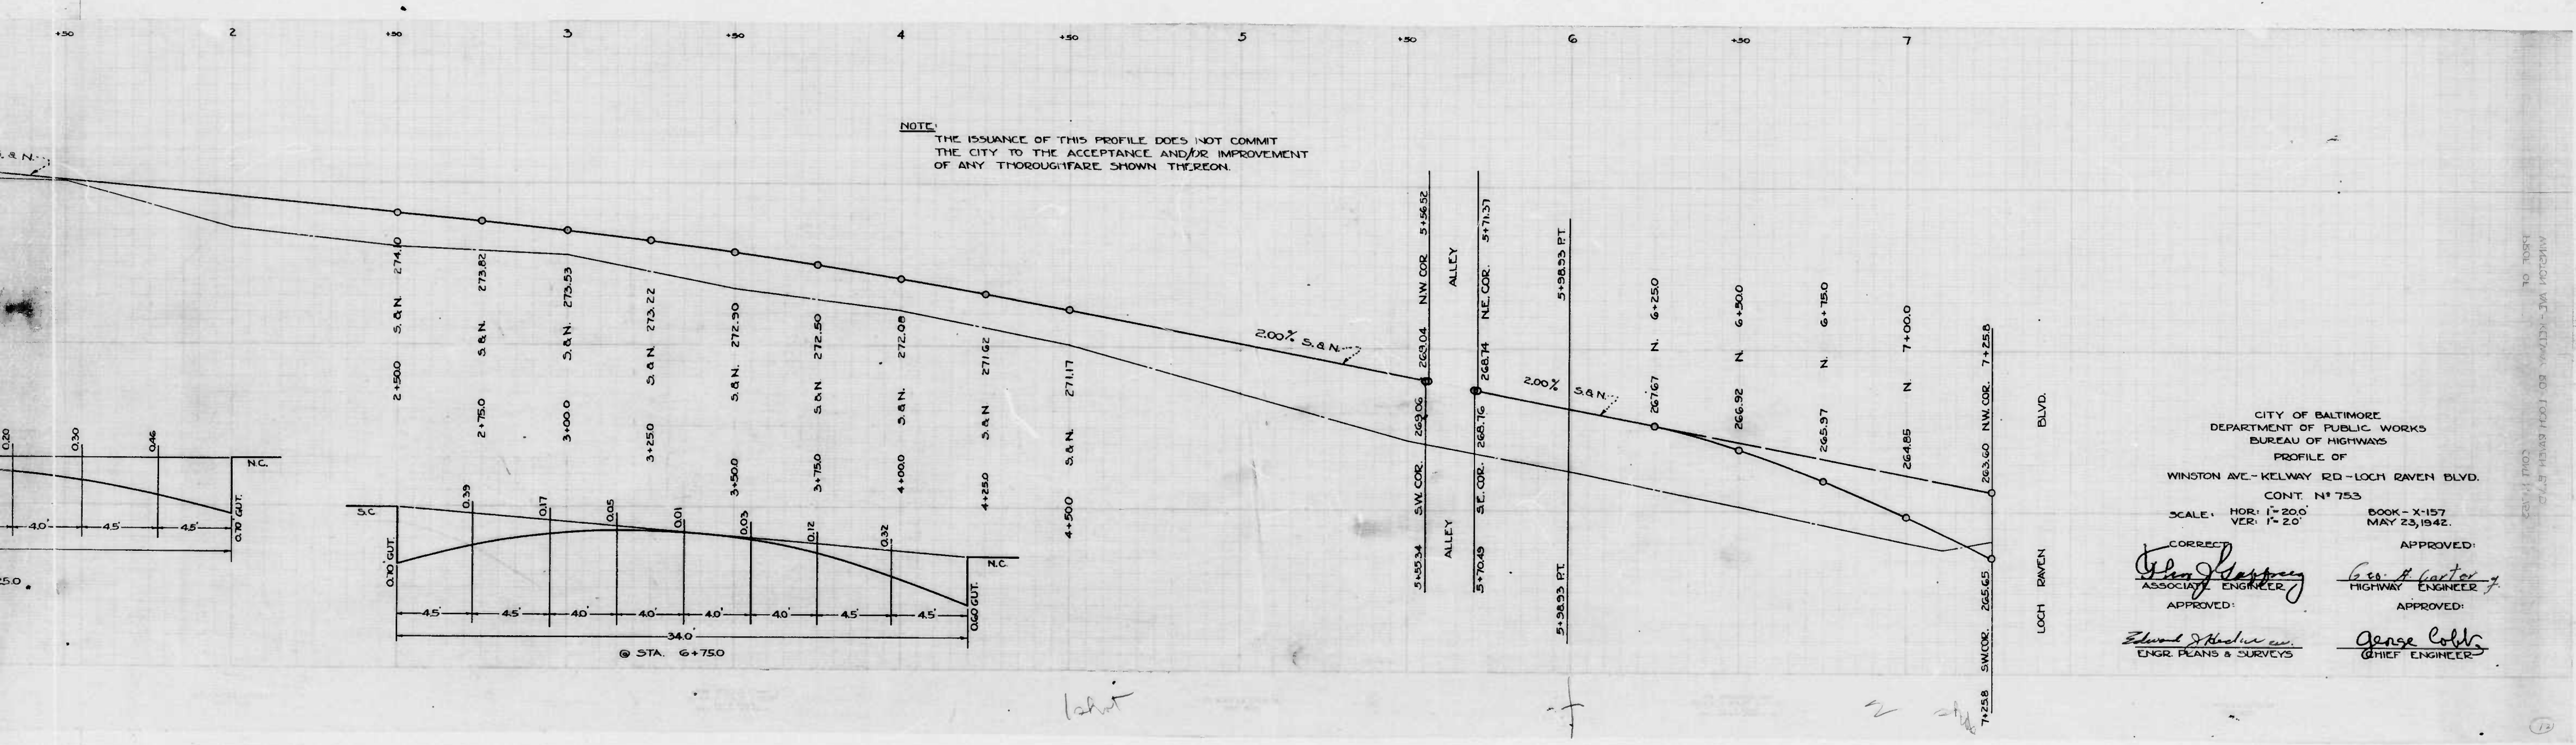 +50 2 +50 3 +50 4 +50 5 +50 6 +50 7
NOTE:
THE ISSUANCE OF THIS PROFILE DOES NOT COMMIT
THE CITY TO THE ACCEPTANCE AND/OR IMPROVEMENT
OF ANY THOROUGHFARE SHOWN THEREON.
& N.
2+50.0 S. & N. 274.10
2+75.0 S. & N. 273.82
3+00.0 S. & N. 273.53
3+25.0 S. & N. 273.22
3+50.0 S. & N. 272.90
3+75.0 S. & N 272.50
4+00.0 S. & N. 272.08
4+25.0 S. & N 271.62
4+50.0 S. & N. 271.17
2.00% S. & N.
5+55.34 S.W. COR. 269.06 269.04 N.W. COR 5+56.52
ALLEY ALLEY
5+70.49 S.E. COR. 268.76 268.74 N.E. COR. 5+71.37
2.00% S. & N.
5+98.93 P.T. 5+98.93 P.T.
267.67 N. 6+25.0
266.92 N 6+50.0
265.97 N. 6+75.0
264.85 N. 7+00.0
7+25.8 S.W. COR. 265.65 263.60 N.W. COR. 7+25.8
LOCH RAVEN BLVD.
0.20 0.30 0.46 N.C.
4.0' 4.5' 4.5' 0.70' GUT.
S.C 0.39 0.17 0.05 0.01 0.03 0.12 0.32 N.C.
0.70' GUT. 0.60 GUT.
4.5' 4.5' 4.0' 4.0' 4.0' 4.0' 4.5' 4.5'
34.0'
@ STA. 6+75.0
CITY OF BALTIMORE
DEPARTMENT OF PUBLIC WORKS
BUREAU OF HIGHWAYS
PROFILE OF
WINSTON AVE.-KELWAY RD-LOCH RAVEN BLVD.
CONT. Nº 753
SCALE: HOR: 1"=20.0' BOOK-X-157
VER: 1"=2.0' MAY 23, 1942.
CORRECT: APPROVED:
Geo. A. Carter
ASSOCIATE ENGINEER HIGHWAY ENGINEER
APPROVED: APPROVED:
Edward J George Cobb
ENGR. PLANS & SURVEYS CHIEF ENGINEER